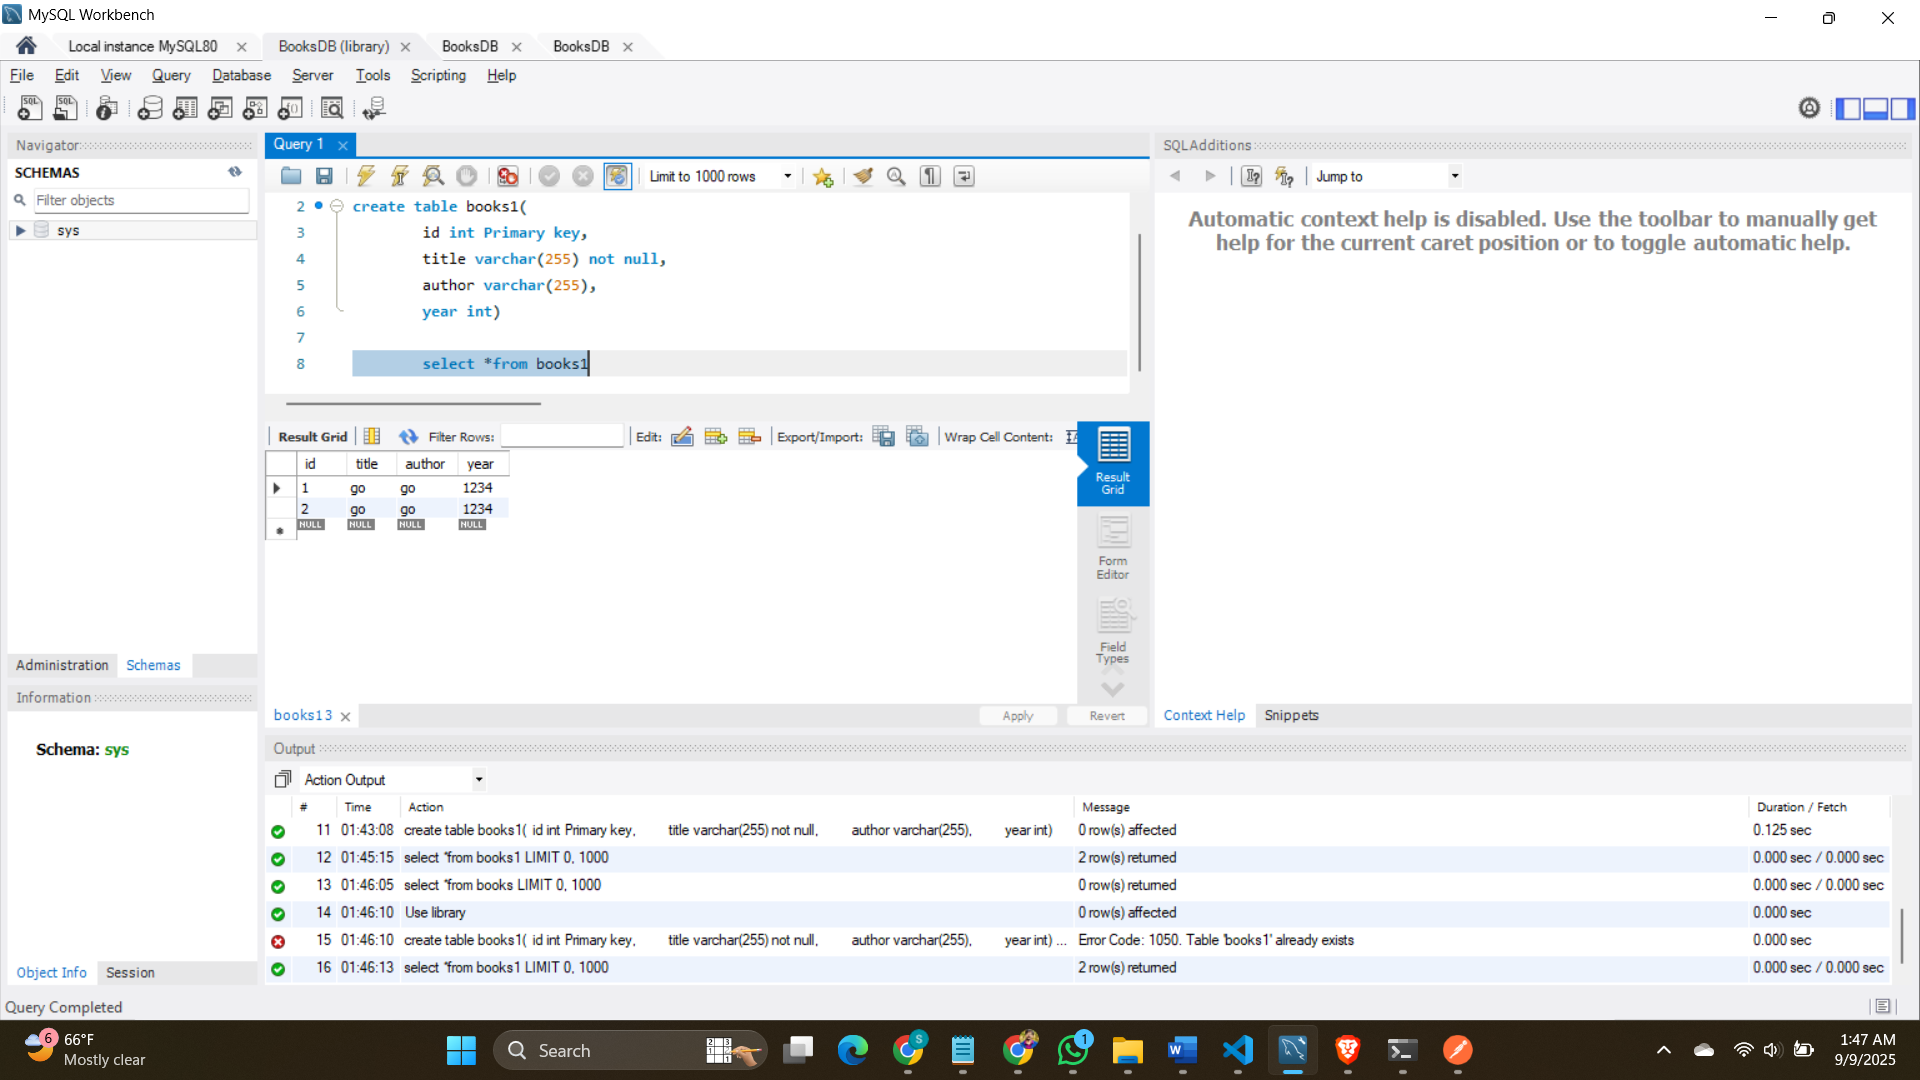 MySQL Workbench
Local instance MySQL80
BooksDB (library)
BooksDB
BooksDB
File Edit View Query Database Server Tools Scripting Help
Navigator
SCHEMAS
Filter objects
sys
Administration Schemas
Information
Schema: sys
Object Info Session
Query 1
Limit to 1000 rows
2 create table books1(
3 id int Primary key,
4 title varchar(255) not null,
5 author varchar(255),
6 year int)
7
8 select *from books1
Result Grid Filter Rows: Edit: Export/Import: Wrap Cell Content:
id title author year
1 go go 1234
2 go go 1234
NULL NULL NULL NULL
Result
Grid
Form
Editor
Field
Types
books13
Apply Revert
SQLAdditions
Jump to
Automatic context help is disabled. Use the toolbar to manually get
help for the current caret position or to toggle automatic help.
Context Help Snippets
Output
Action Output
# Time Action Message Duration / Fetch
11 01:43:08 create table books1( id int Primary key, title varchar(255) not null, author varchar(255), year int) 0 row(s) affected 0.125 sec
12 01:45:15 select *from books1 LIMIT 0, 1000 2 row(s) returned 0.000 sec / 0.000 sec
13 01:46:05 select *from books LIMIT 0, 1000 0 row(s) returned 0.000 sec / 0.000 sec
14 01:46:10 Use library 0 row(s) affected 0.000 sec
15 01:46:10 create table books1( id int Primary key, title varchar(255) not null, author varchar(255), year int) ... Error Code: 1050. Table 'books1' already exists 0.000 sec
16 01:46:13 select *from books1 LIMIT 0, 1000 2 row(s) returned 0.000 sec / 0.000 sec
Query Completed
6
66°F
Mostly clear
Search
S
1
1:47 AM
9/9/2025